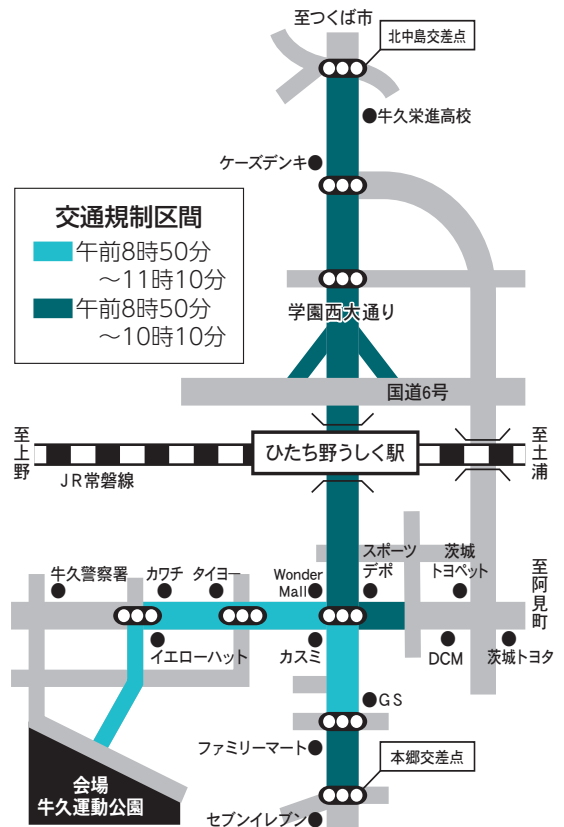 至つくば市
北中島交差点
牛久栄進高校
ケーズデンキ
交通規制区間
午前8時50分
～11時10分
午前8時50分
～10時10分
学園西大通り
国道6号
至上野
ひたち野うしく駅
至土浦
JR常磐線
スポーツ
デポ
茨城
トヨペット
至阿見町
牛久警察署
カワチ
タイヨー
Wonder
Mall
イエローハット
カスミ
DCM
茨城トヨタ
GS
ファミリーマート
本郷交差点
会場
牛久運動公園
セブンイレブン